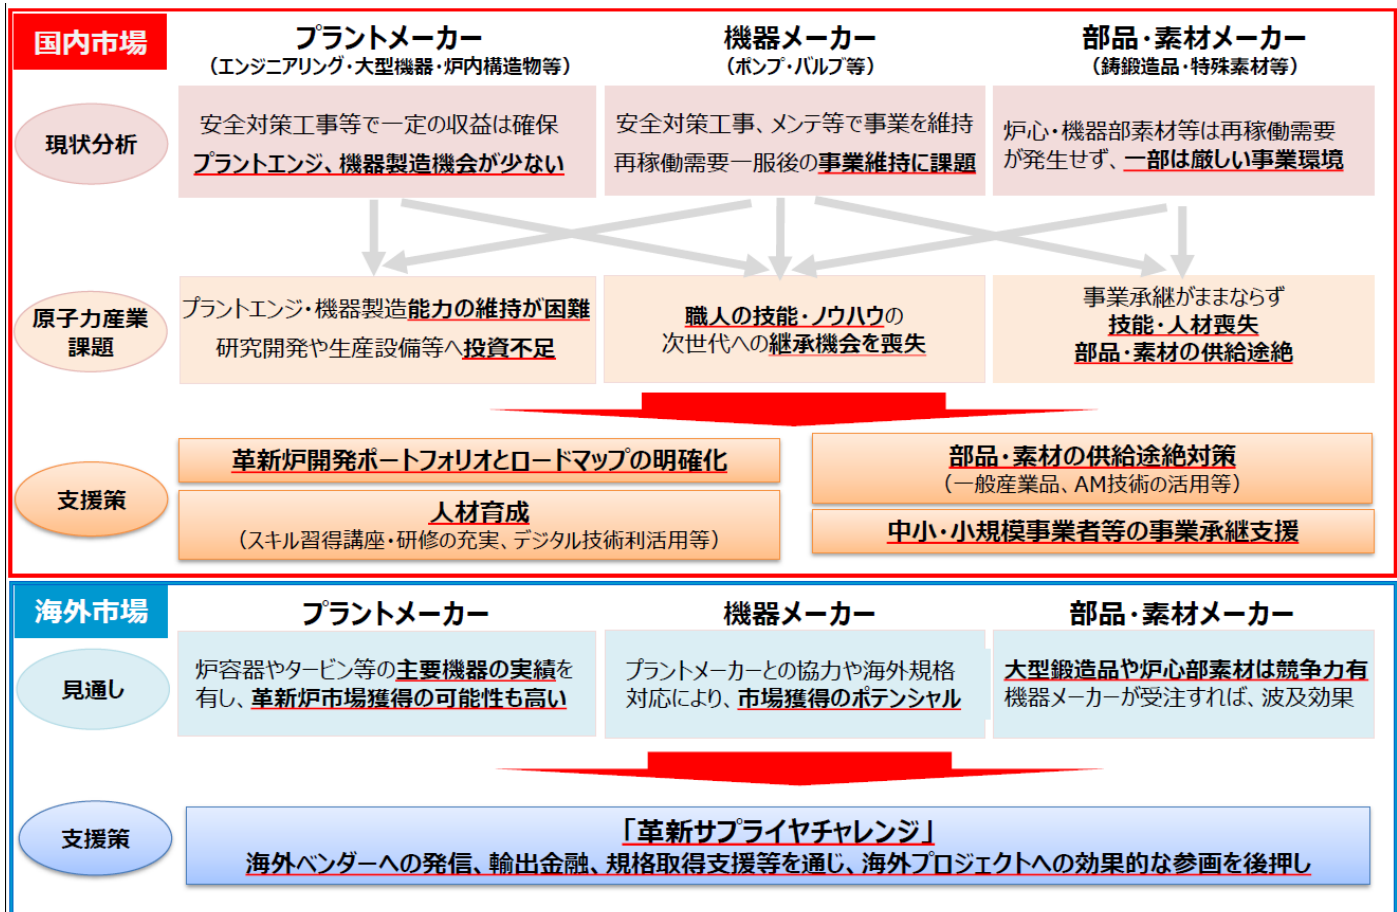 国内市場
プラントメーカー
（エンジニアリング・大型機器・炉内構造物等）
機器メーカー
（ポンプ・バルブ等）
部品・素材メーカー
（鋳鍛造品・特殊素材等）
現状分析
安全対策工事等で一定の収益は確保
プラントエンジ、機器製造機会が少ない
安全対策工事、メンテ等で事業を維持
再稼働需要一服後の事業維持に課題
炉心・機器部素材等は再稼働需要
が発生せず、一部は厳しい事業環境
原子力産業
課題
プラントエンジ・機器製造能力の維持が困難
研究開発や生産設備等へ投資不足
職人の技能・ノウハウの
次世代への継承機会を喪失
事業承継がままならず
技能・人材喪失
部品・素材の供給途絶
支援策
革新炉開発ポートフォリオとロードマップの明確化
人材育成
（スキル習得講座・研修の充実、デジタル技術利活用等）
部品・素材の供給途絶対策
（一般産業品、AM技術の活用等）
中小・小規模事業者等の事業承継支援
海外市場
プラントメーカー
機器メーカー
部品・素材メーカー
見通し
炉容器やタービン等の主要機器の実績を
有し、革新炉市場獲得の可能性も高い
プラントメーカーとの協力や海外規格
対応により、市場獲得のポテンシャル
大型鍛造品や炉心部素材は競争力有
機器メーカーが受注すれば、波及効果
支援策
「革新サプライヤチャレンジ」
海外ベンダーへの発信、輸出金融、規格取得支援等を通じ、海外プロジェクトへの効果的な参画を後押し